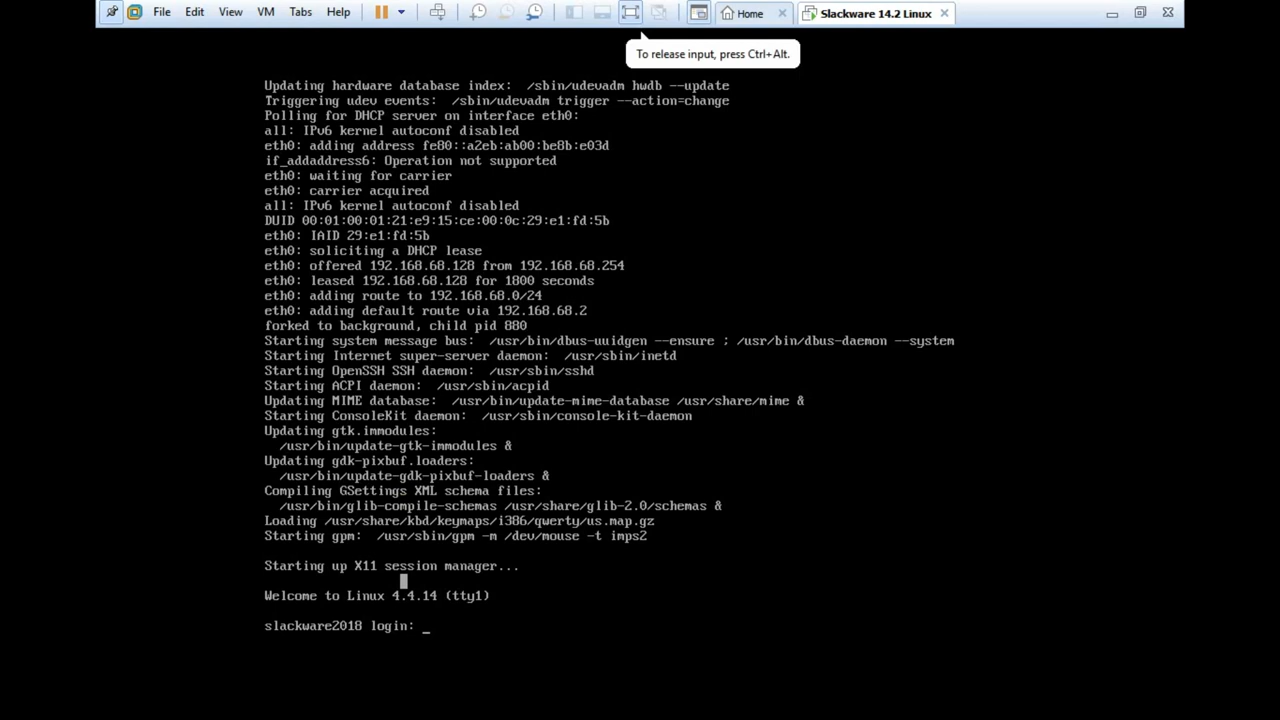 File Edit View VM Tabs Help Home Slackware 14.2 Linux
To release input, press Ctrl+Alt.
Updating hardware database index:  /sbin/udevadm hwdb --update
Triggering udev events:  /sbin/udevadm trigger --action=change
Polling for DHCP server on interface eth0:
all: IPv6 kernel autoconf disabled
eth0: adding address fe80::a2eb:ab00:be8b:e03d
if_addaddress6: Operation not supported
eth0: waiting for carrier
eth0: carrier acquired
all: IPv6 kernel autoconf disabled
DUID 00:01:00:01:21:e9:15:ce:00:0c:29:e1:fd:5b
eth0: IAID 29:e1:fd:5b
eth0: soliciting a DHCP lease
eth0: offered 192.168.68.128 from 192.168.68.254
eth0: leased 192.168.68.128 for 1800 seconds
eth0: adding route to 192.168.68.0/24
eth0: adding default route via 192.168.68.2
forked to background, child pid 880
Starting system message bus:  /usr/bin/dbus-uuidgen --ensure ; /usr/bin/dbus-daemon --system
Starting Internet super-server daemon:  /usr/sbin/inetd
Starting OpenSSH SSH daemon:  /usr/sbin/sshd
Starting ACPI daemon:  /usr/sbin/acpid
Updating MIME database:  /usr/bin/update-mime-database /usr/share/mime &
Starting ConsoleKit daemon:  /usr/sbin/console-kit-daemon
Updating gtk.immodules:
  /usr/bin/update-gtk-immodules &
Updating gdk-pixbuf.loaders:
  /usr/bin/update-gdk-pixbuf-loaders &
Compiling GSettings XML schema files:
  /usr/bin/glib-compile-schemas /usr/share/glib-2.0/schemas &
Loading /usr/share/kbd/keymaps/i386/qwerty/us.map.gz
Starting gpm:  /usr/sbin/gpm -m /dev/mouse -t imps2
Starting up X11 session manager...
Welcome to Linux 4.4.14 (tty1)
slackware2018 login: _